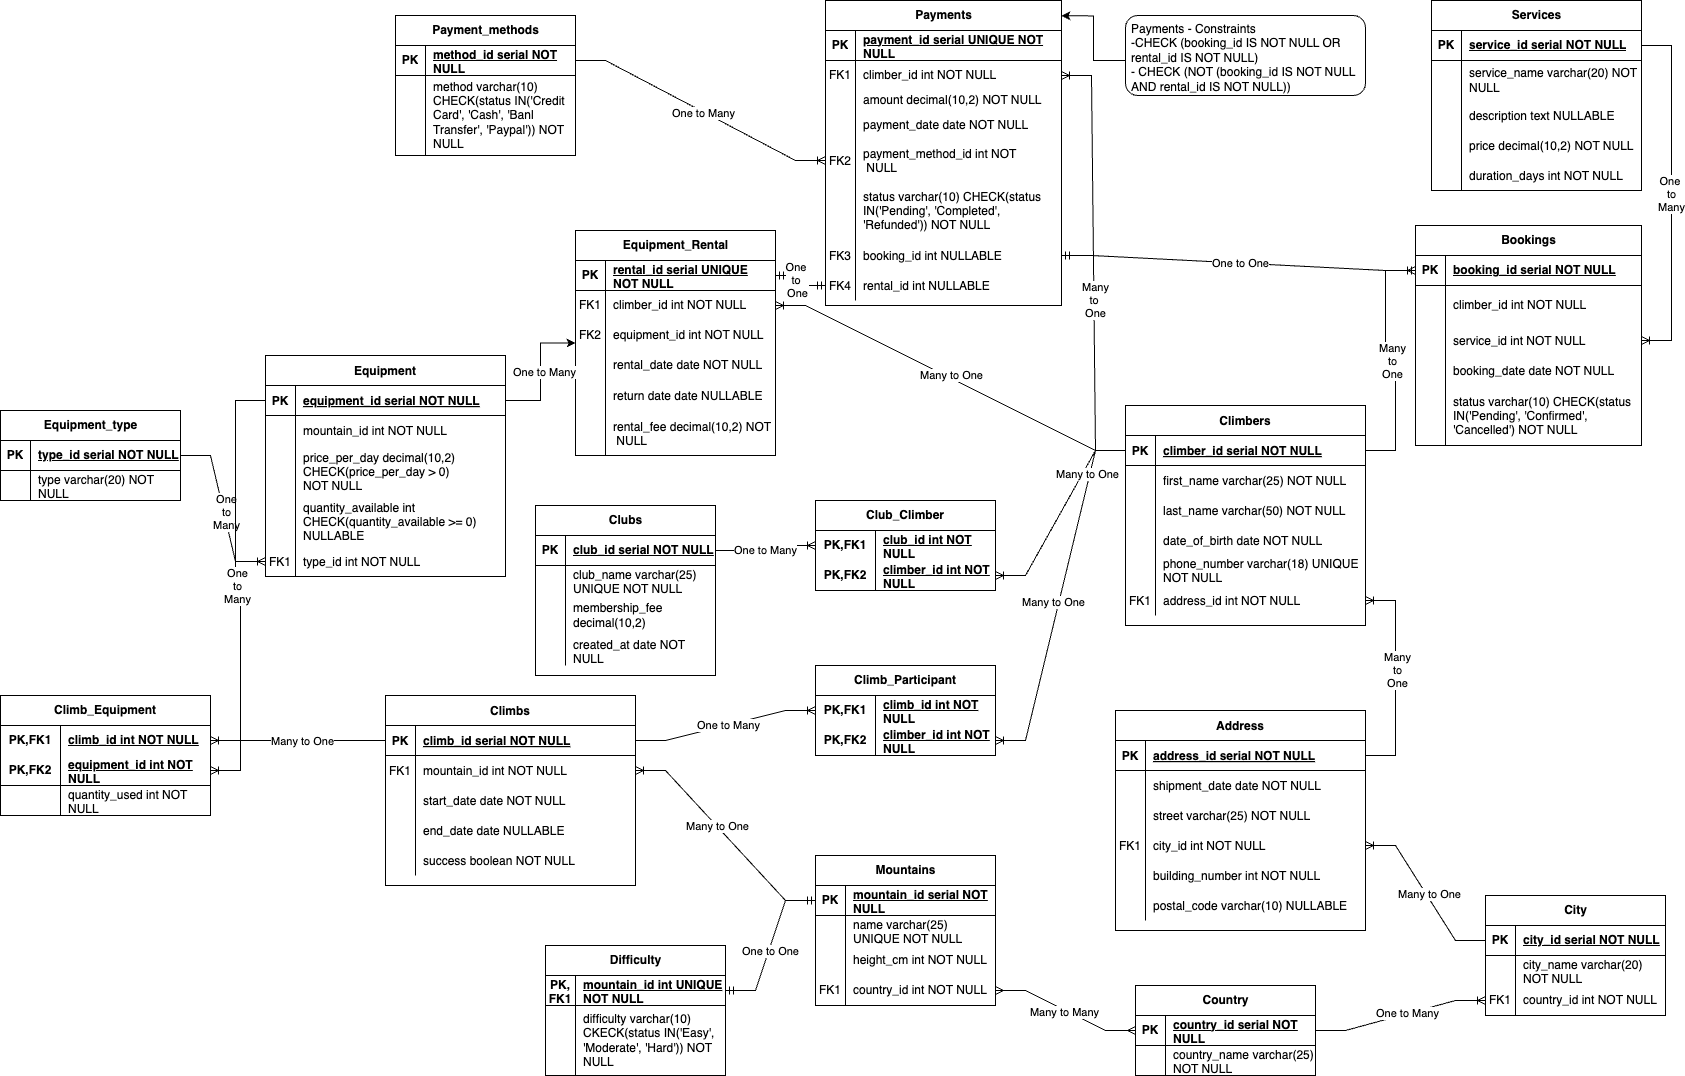 Payment_methods
PK
method_id serial NOT
NULL
method varchar(10)
CHECK(status IN('Credit
Card', 'Cash', 'Banl
Transfer', 'Paypal')) NOT
NULL
One to Many
Payments
PK
payment_id serial UNIQUE NOT
NULL
FK1
climber_id int NOT NULL
amount decimal(10,2) NOT NULL
payment_date date NOT NULL
FK2
payment_method_id int NOT
NULL
status varchar(10) CHECK(status
IN('Pending', 'Completed',
'Refunded')) NOT NULL
FK3
booking_id int NULLABLE
FK4
rental_id int NULLABLE
Payments - Constraints
-CHECK (booking_id IS NOT NULL OR
rental_id IS NOT NULL)
- CHECK (NOT (booking_id IS NOT NULL
AND rental_id IS NOT NULL))
Services
PK
service_id serial NOT NULL
service_name varchar(20) NOT
NULL
description text NULLABLE
price decimal(10,2) NOT NULL
duration_days int NOT NULL
One
to
Many
Equipment_Rental
PK
rental_id serial UNIQUE
NOT NULL
FK1
climber_id int NOT NULL
FK2
equipment_id int NOT NULL
rental_date date NOT NULL
return date date NULLABLE
rental_fee decimal(10,2) NOT
NULL
One
to
One
Many
to
One
One to One
Bookings
PK
booking_id serial NOT NULL
climber_id int NOT NULL
service_id int NOT NULL
booking_date date NOT NULL
status varchar(10) CHECK(status
IN('Pending', 'Confirmed',
'Cancelled') NOT NULL
Many
to
One
Many to One
One to Many
Equipment
PK
equipment_id serial NOT NULL
mountain_id int NOT NULL
price_per_day decimal(10,2)
CHECK(price_per_day > 0)
NOT NULL
quantity_available int
CHECK(quantity_available >= 0)
NULLABLE
FK1
type_id int NOT NULL
Equipment_type
PK
type_id serial NOT NULL
type varchar(20) NOT
NULL
One
to
Many
One
to
Many
Climbers
PK
climber_id serial NOT NULL
first_name varchar(25) NOT NULL
last_name varchar(50) NOT NULL
date_of_birth date NOT NULL
phone_number varchar(18) UNIQUE
NOT NULL
FK1
address_id int NOT NULL
Many to One
Clubs
PK
club_id serial NOT NULL
club_name varchar(25)
UNIQUE NOT NULL
membership_fee
decimal(10,2)
created_at date NOT
NULL
One to Many
Club_Climber
PK,FK1
club_id int NOT
NULL
PK,FK2
climber_id int NOT
NULL
Many to One
Many
to
One
Climb_Participant
PK,FK1
climb_id int NOT
NULL
PK,FK2
climber_id int NOT
NULL
One to Many
Climb_Equipment
PK,FK1
climb_id int NOT NULL
PK,FK2
equipment_id int NOT
NULL
quantity_used int NOT
NULL
Many to One
Climbs
PK
climb_id serial NOT NULL
FK1
mountain_id int NOT NULL
start_date date NOT NULL
end_date date NULLABLE
success boolean NOT NULL
Many to One
Address
PK
address_id serial NOT NULL
shipment_date date NOT NULL
street varchar(25) NOT NULL
FK1
city_id int NOT NULL
building_number int NOT NULL
postal_code varchar(10) NULLABLE
Many to One
Mountains
PK
mountain_id serial NOT
NULL
name varchar(25)
UNIQUE NOT NULL
height_cm int NOT NULL
FK1
country_id int NOT NULL
One to One
Difficulty
PK,
FK1
mountain_id int UNIQUE
NOT NULL
difficulty varchar(10)
CKECK(status IN('Easy',
'Moderate', 'Hard')) NOT
NULL
City
PK
city_id serial NOT NULL
city_name varchar(20)
NOT NULL
FK1
country_id int NOT NULL
Many to Many
Country
PK
country_id serial NOT
NULL
country_name varchar(25)
NOT NULL
One to Many